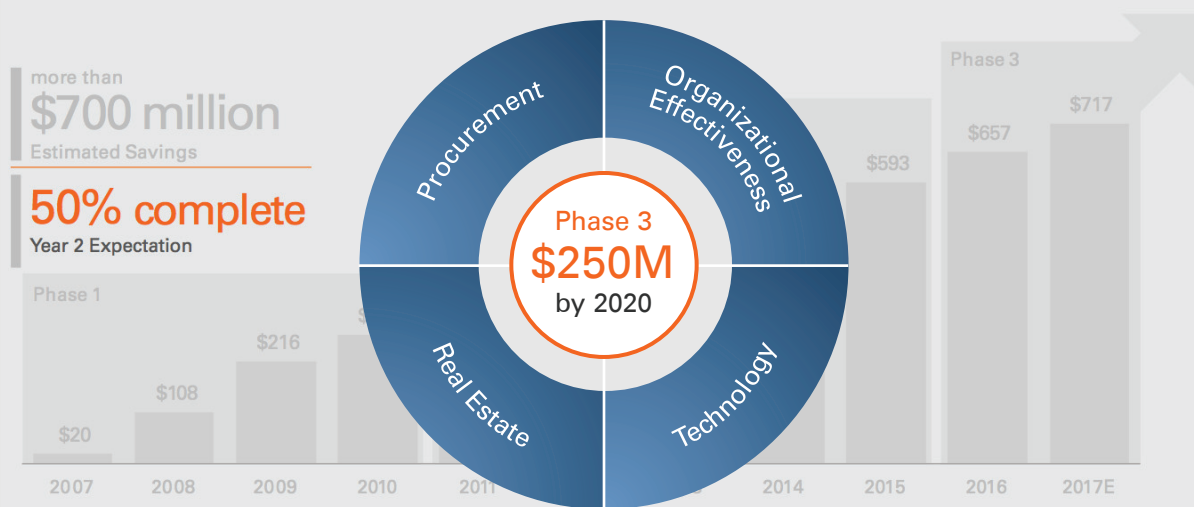 more than
$700 million
Estimated Savings
50% complete
Year 2 Expectation
Phase 1
$20
$108
$216
$593
Phase 3
$657
$717
2007
2008
2009
2010
2011
2014
2015
2016
2017E
Procurement
Organizational
Effectiveness
Real Estate
Technology
Phase 3
$250M
by 2020